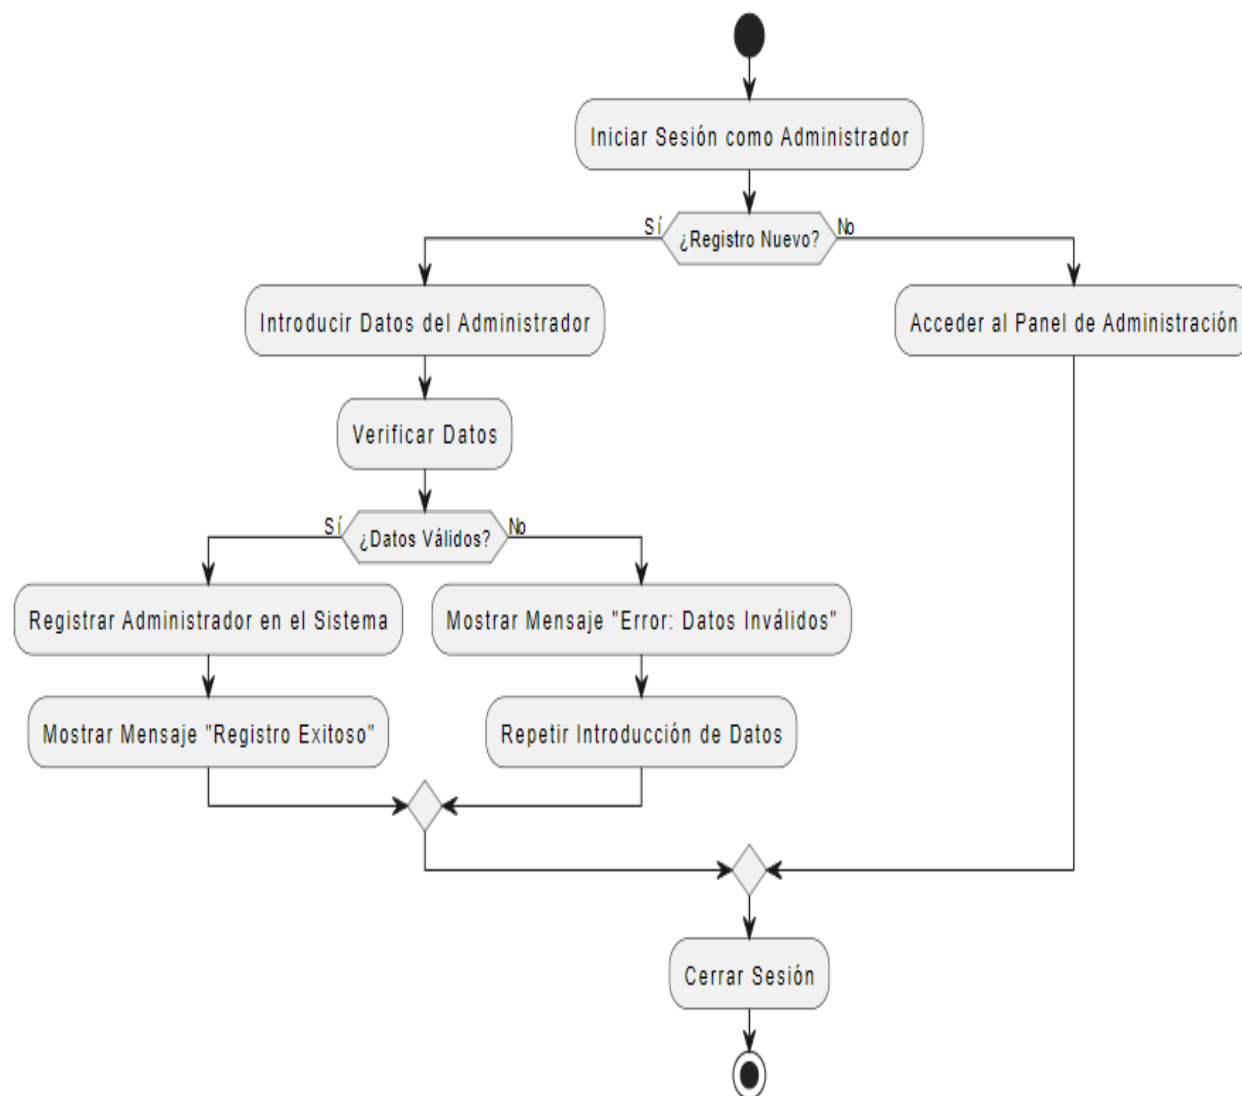 Iniciar Sesión como Administrador
Sí
¿Registro Nuevo?
No
Introducir Datos del Administrador
Acceder al Panel de Administración
Verificar Datos
Sí
¿Datos Válidos?
No
Registrar Administrador en el Sistema
Mostrar Mensaje "Error: Datos Inválidos"
Mostrar Mensaje "Registro Exitoso"
Repetir Introducción de Datos
Cerrar Sesión